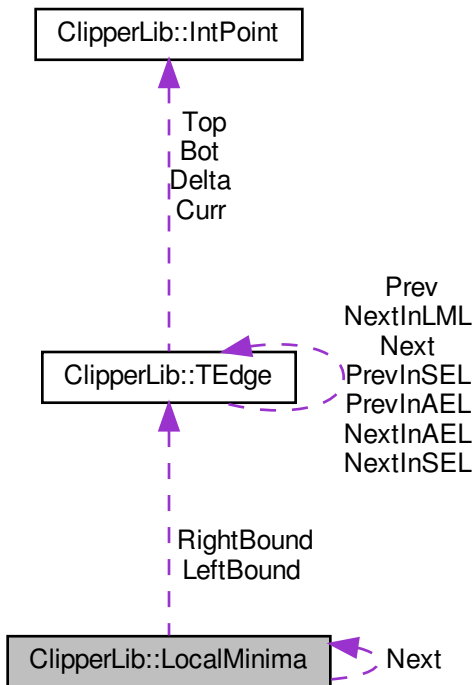 ClipperLib::IntPoint
Top
Bot
Delta
Curr
Prev
NextInLML
Next
PrevInSEL
PrevInAEL
NextInAEL
NextInSEL
ClipperLib::TEdge
RightBound
LeftBound
ClipperLib::LocalMinima
Next